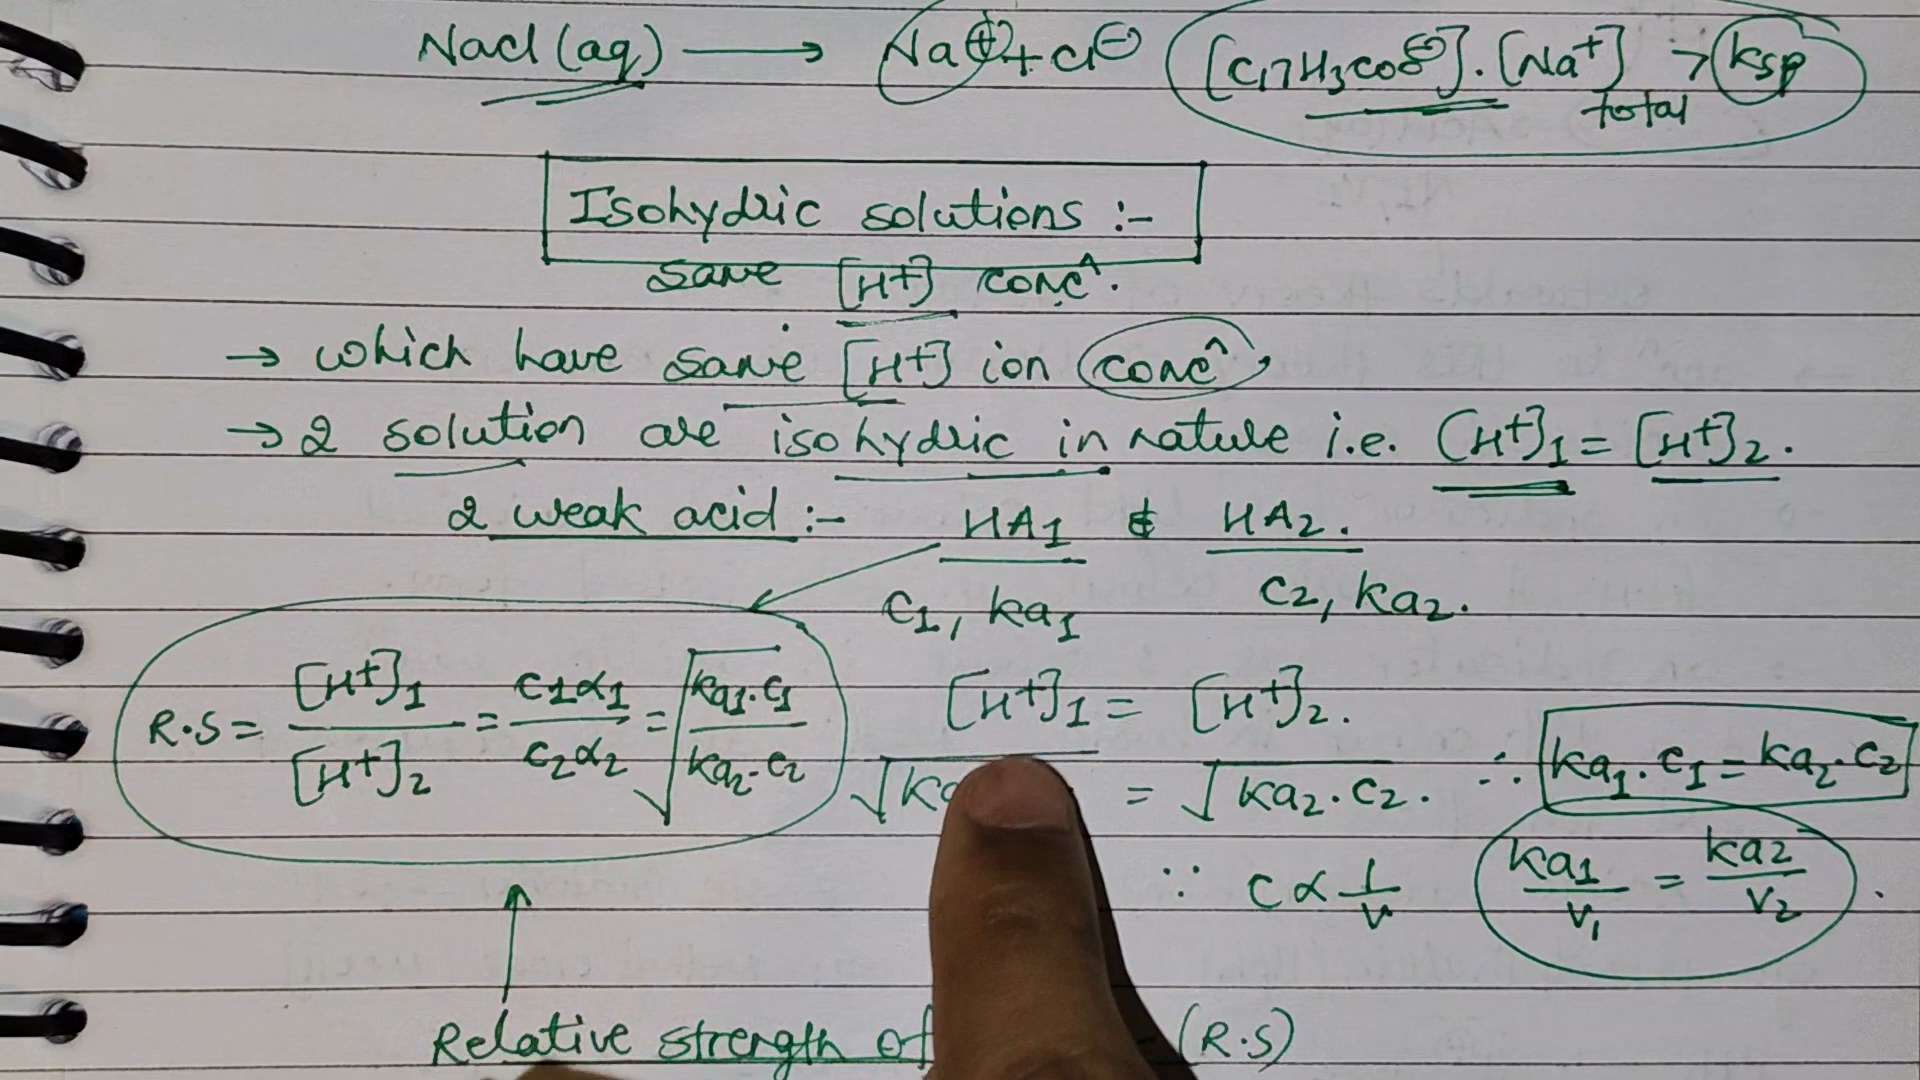 Nacl (aq) → Na⊕ + Cl⊖ [C17H3COO⊖]. [Na+] total > ksp
Isohydric solutions :-
same [H+] concⁿ.
→ which have same [H+] ion concⁿ,
→ 2 solution are isohydric in nature i.e. [H+]1 = [H+]2.
2 weak acid :- HA1 & HA2.
C1, ka1 C2, ka2.
R.S = [H+]1/[H+]2 = C1α1/C2α2 = √(ka1.C1/ka2.C2)
[H+]1 = [H+]2.
= √ka2.C2. ∴ ka1.C1 = ka2.C2
∵ C ∝ 1/V ka1/V1 = ka2/V2.
Relative strength of (R.S)